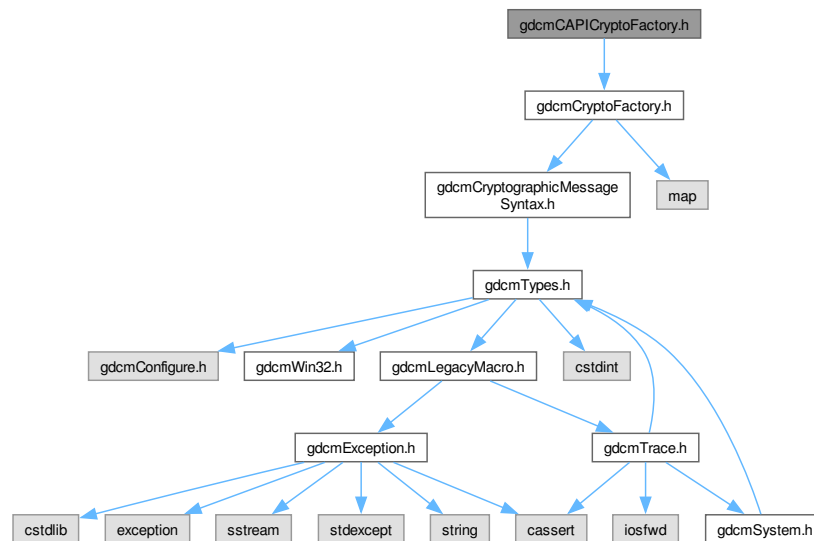 gdcmCAPICryptoFactory.h
gdcmCryptoFactory.h
gdcmCryptographicMessage
Syntax.h
map
gdcmTypes.h
gdcmConfigure.h
gdcmWin32.h
gdcmLegacyMacro.h
cstdint
gdcmException.h
gdcmTrace.h
cstdlib
exception
sstream
stdexcept
string
cassert
iosfwd
gdcmSystem.h